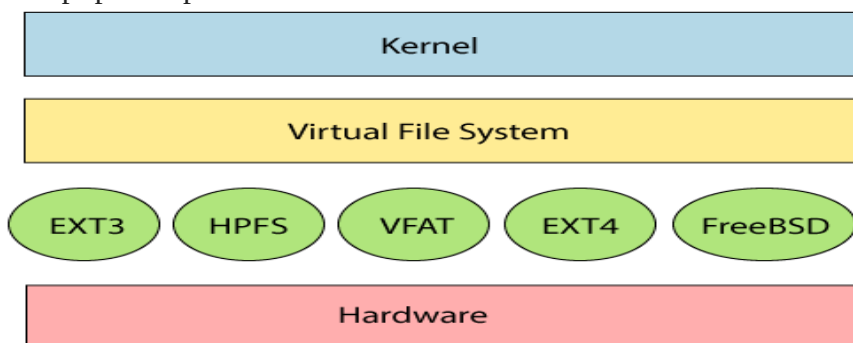 Kernel
Virtual File System
EXT3 HPFS VFAT EXT4 FreeBSD
Hardware